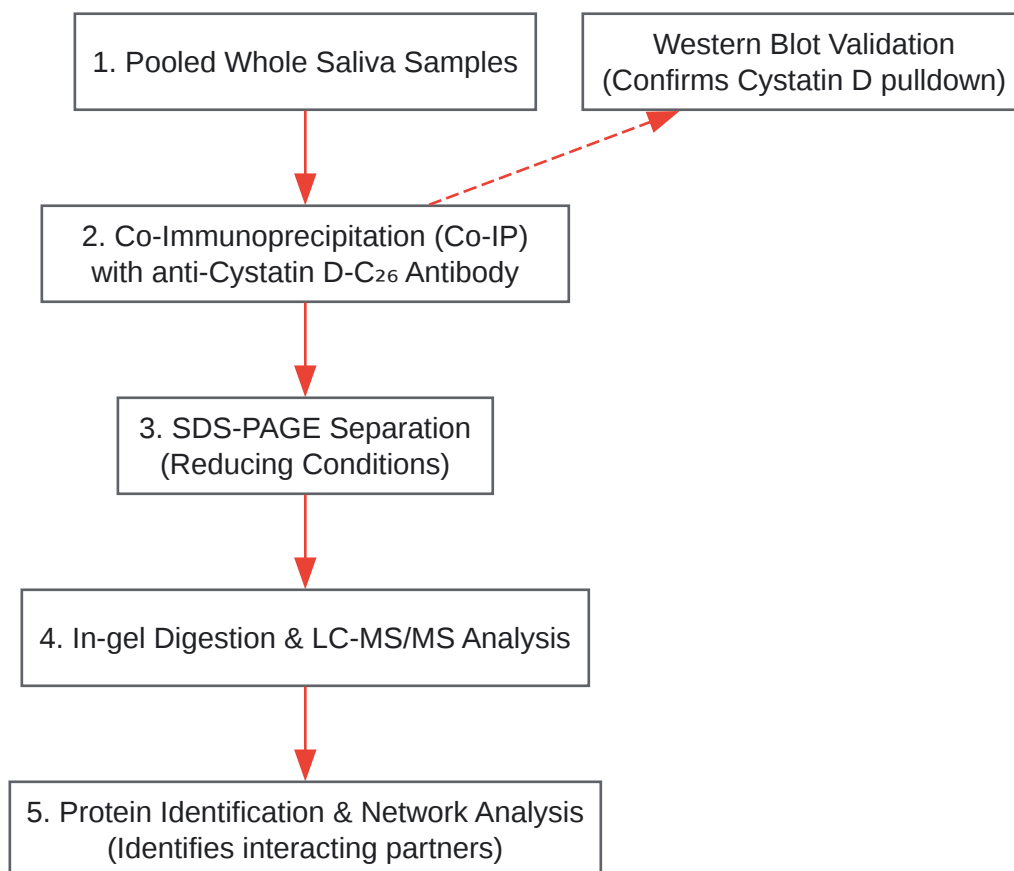 1. Pooled Whole Saliva Samples
Western Blot Validation
(Confirms Cystatin D pulldown)
2. Co-Immunoprecipitation (Co-IP)
with anti-Cystatin D-C₂₆ Antibody
3. SDS-PAGE Separation
(Reducing Conditions)
4. In-gel Digestion & LC-MS/MS Analysis
5. Protein Identification & Network Analysis
(Identifies interacting partners)